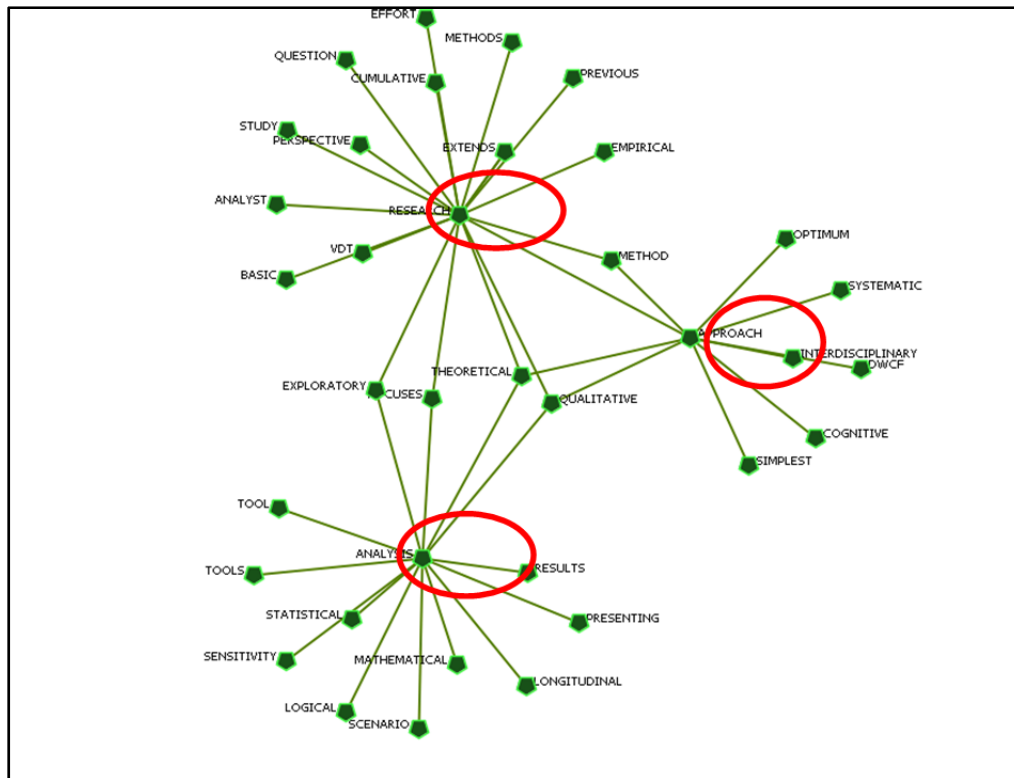 EFFORT
METHODS
QUESTION
CUMULATIVE
PREVIOUS
STUDY
PERSPECTIVE
EXTENDS
EMPIRICAL
ANALYST
RESEARCH
OPTIMUM
VDT
METHOD
BASIC
SYSTEMATIC
APPROACH
INTERDISCIPLINARY
DWCF
THEORETICAL
EXPLORATORY
FOCUSES
QUALITATIVE
COGNITIVE
SIMPLEST
TOOL
ANALYSIS
RESULTS
TOOLS
STATISTICAL
PRESENTING
SENSITIVITY
MATHEMATICAL
LONGITUDINAL
LOGICAL
SCENARIO